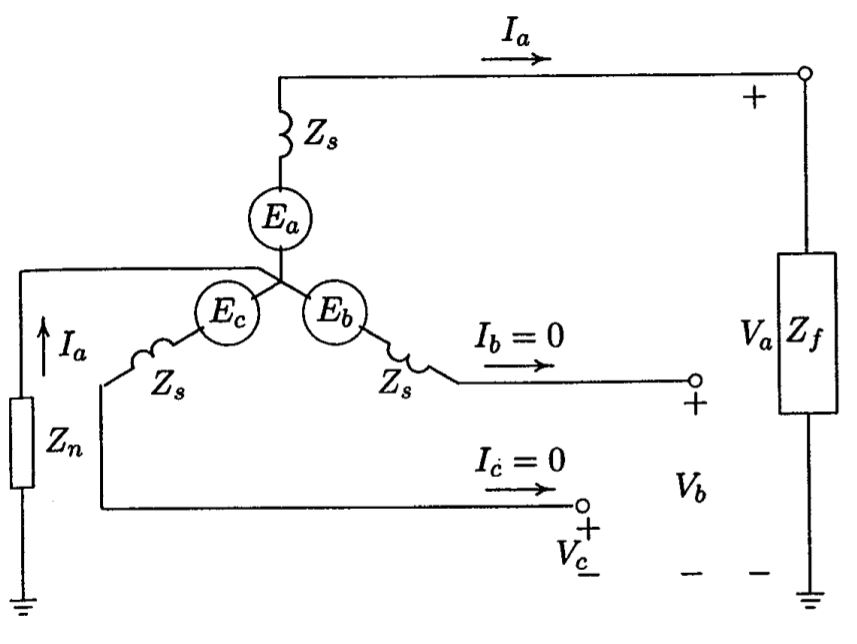 I_a
+
Z_s
E_a
E_c
E_b
I_a
I_b = 0
V_a
Z_f
Z_s
Z_s
+
Z_n
I_c = 0
V_b
+
V_c
− − −